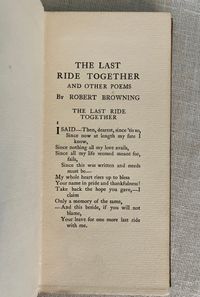 THE LAST
RIDE TOGETHER
AND OTHER POEMS
BY ROBERT BROWNING
THE LAST RIDE
TOGETHER
I SAID—Then, dearest, since 'tis so,
Since now at length my fate I
know,
Since nothing all my love avails,
Since all my life seemed meant for,
fails,
Since this was written and needs
must be—
My whole heart rises up to bless
Your name in pride and thankfulness!
Take back the hope you gave,—I
claim
Only a memory of the same,
—And this beside, if you will not
blame,
Your leave for one more last ride
with me.